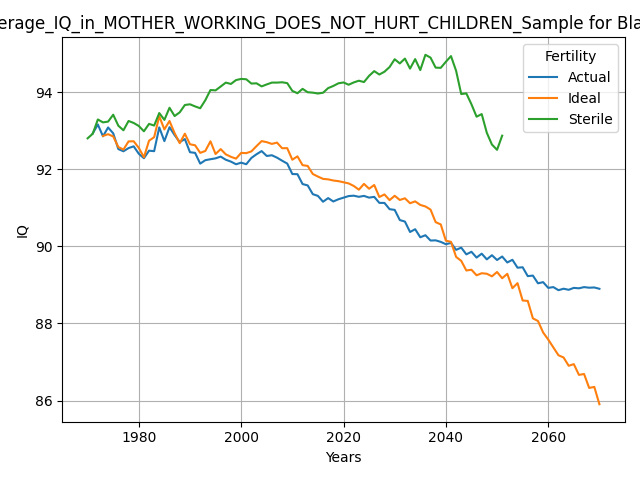 erage_IQ_in_MOTHER_WORKING_DOES_NOT_HURT_CHILDREN_Sample for Bla
Fertility
Actual
Ideal
Sterile
94
92
90
88
86
IQ
1980
2000
2020
2040
2060
Years